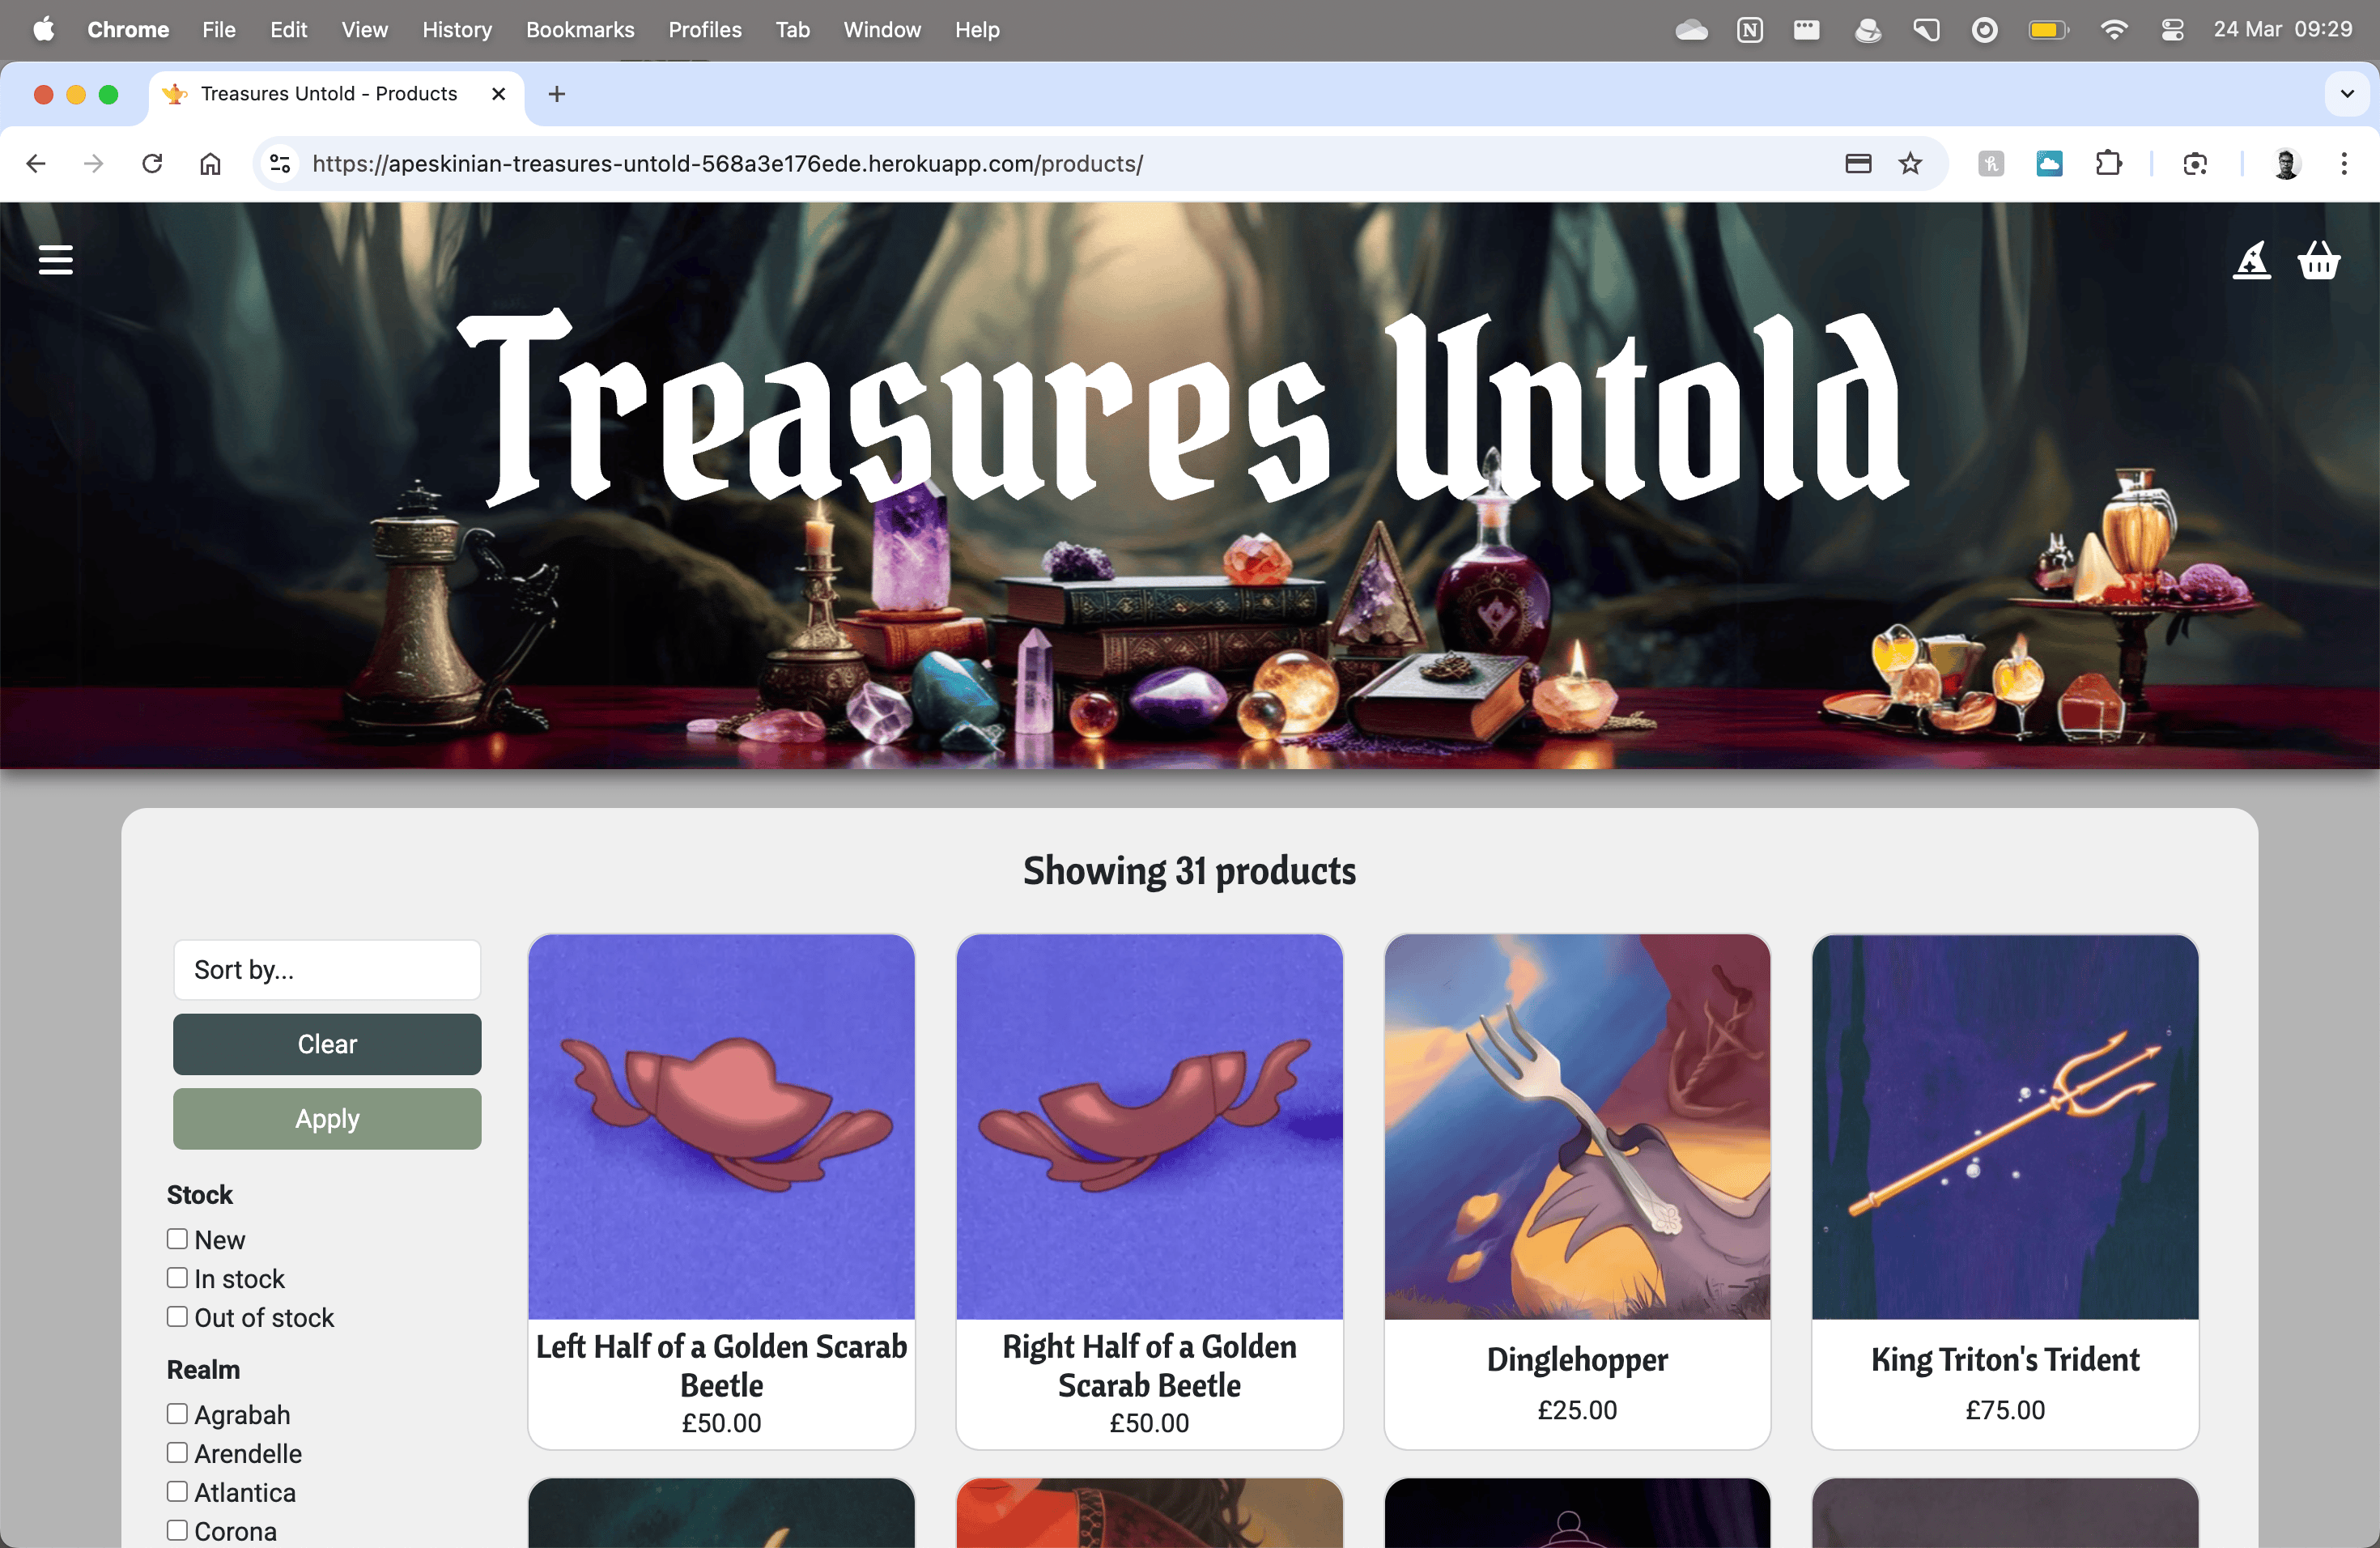 Chrome File Edit View History Bookmarks Profiles Tab Window Help 24 Mar 09:29
Treasures Untold - Products
https://apeskinian-treasures-untold-568a3e176ede.herokuapp.com/products/
Treasures Untold
Showing 31 products
Sort by...
Clear
Apply
Stock
New
In stock
Out of stock
Realm
Agrabah
Arendelle
Atlantica
Corona
Left Half of a Golden Scarab
Beetle
£50.00
Right Half of a Golden
Scarab Beetle
£50.00
Dinglehopper
£25.00
King Triton's Trident
£75.00